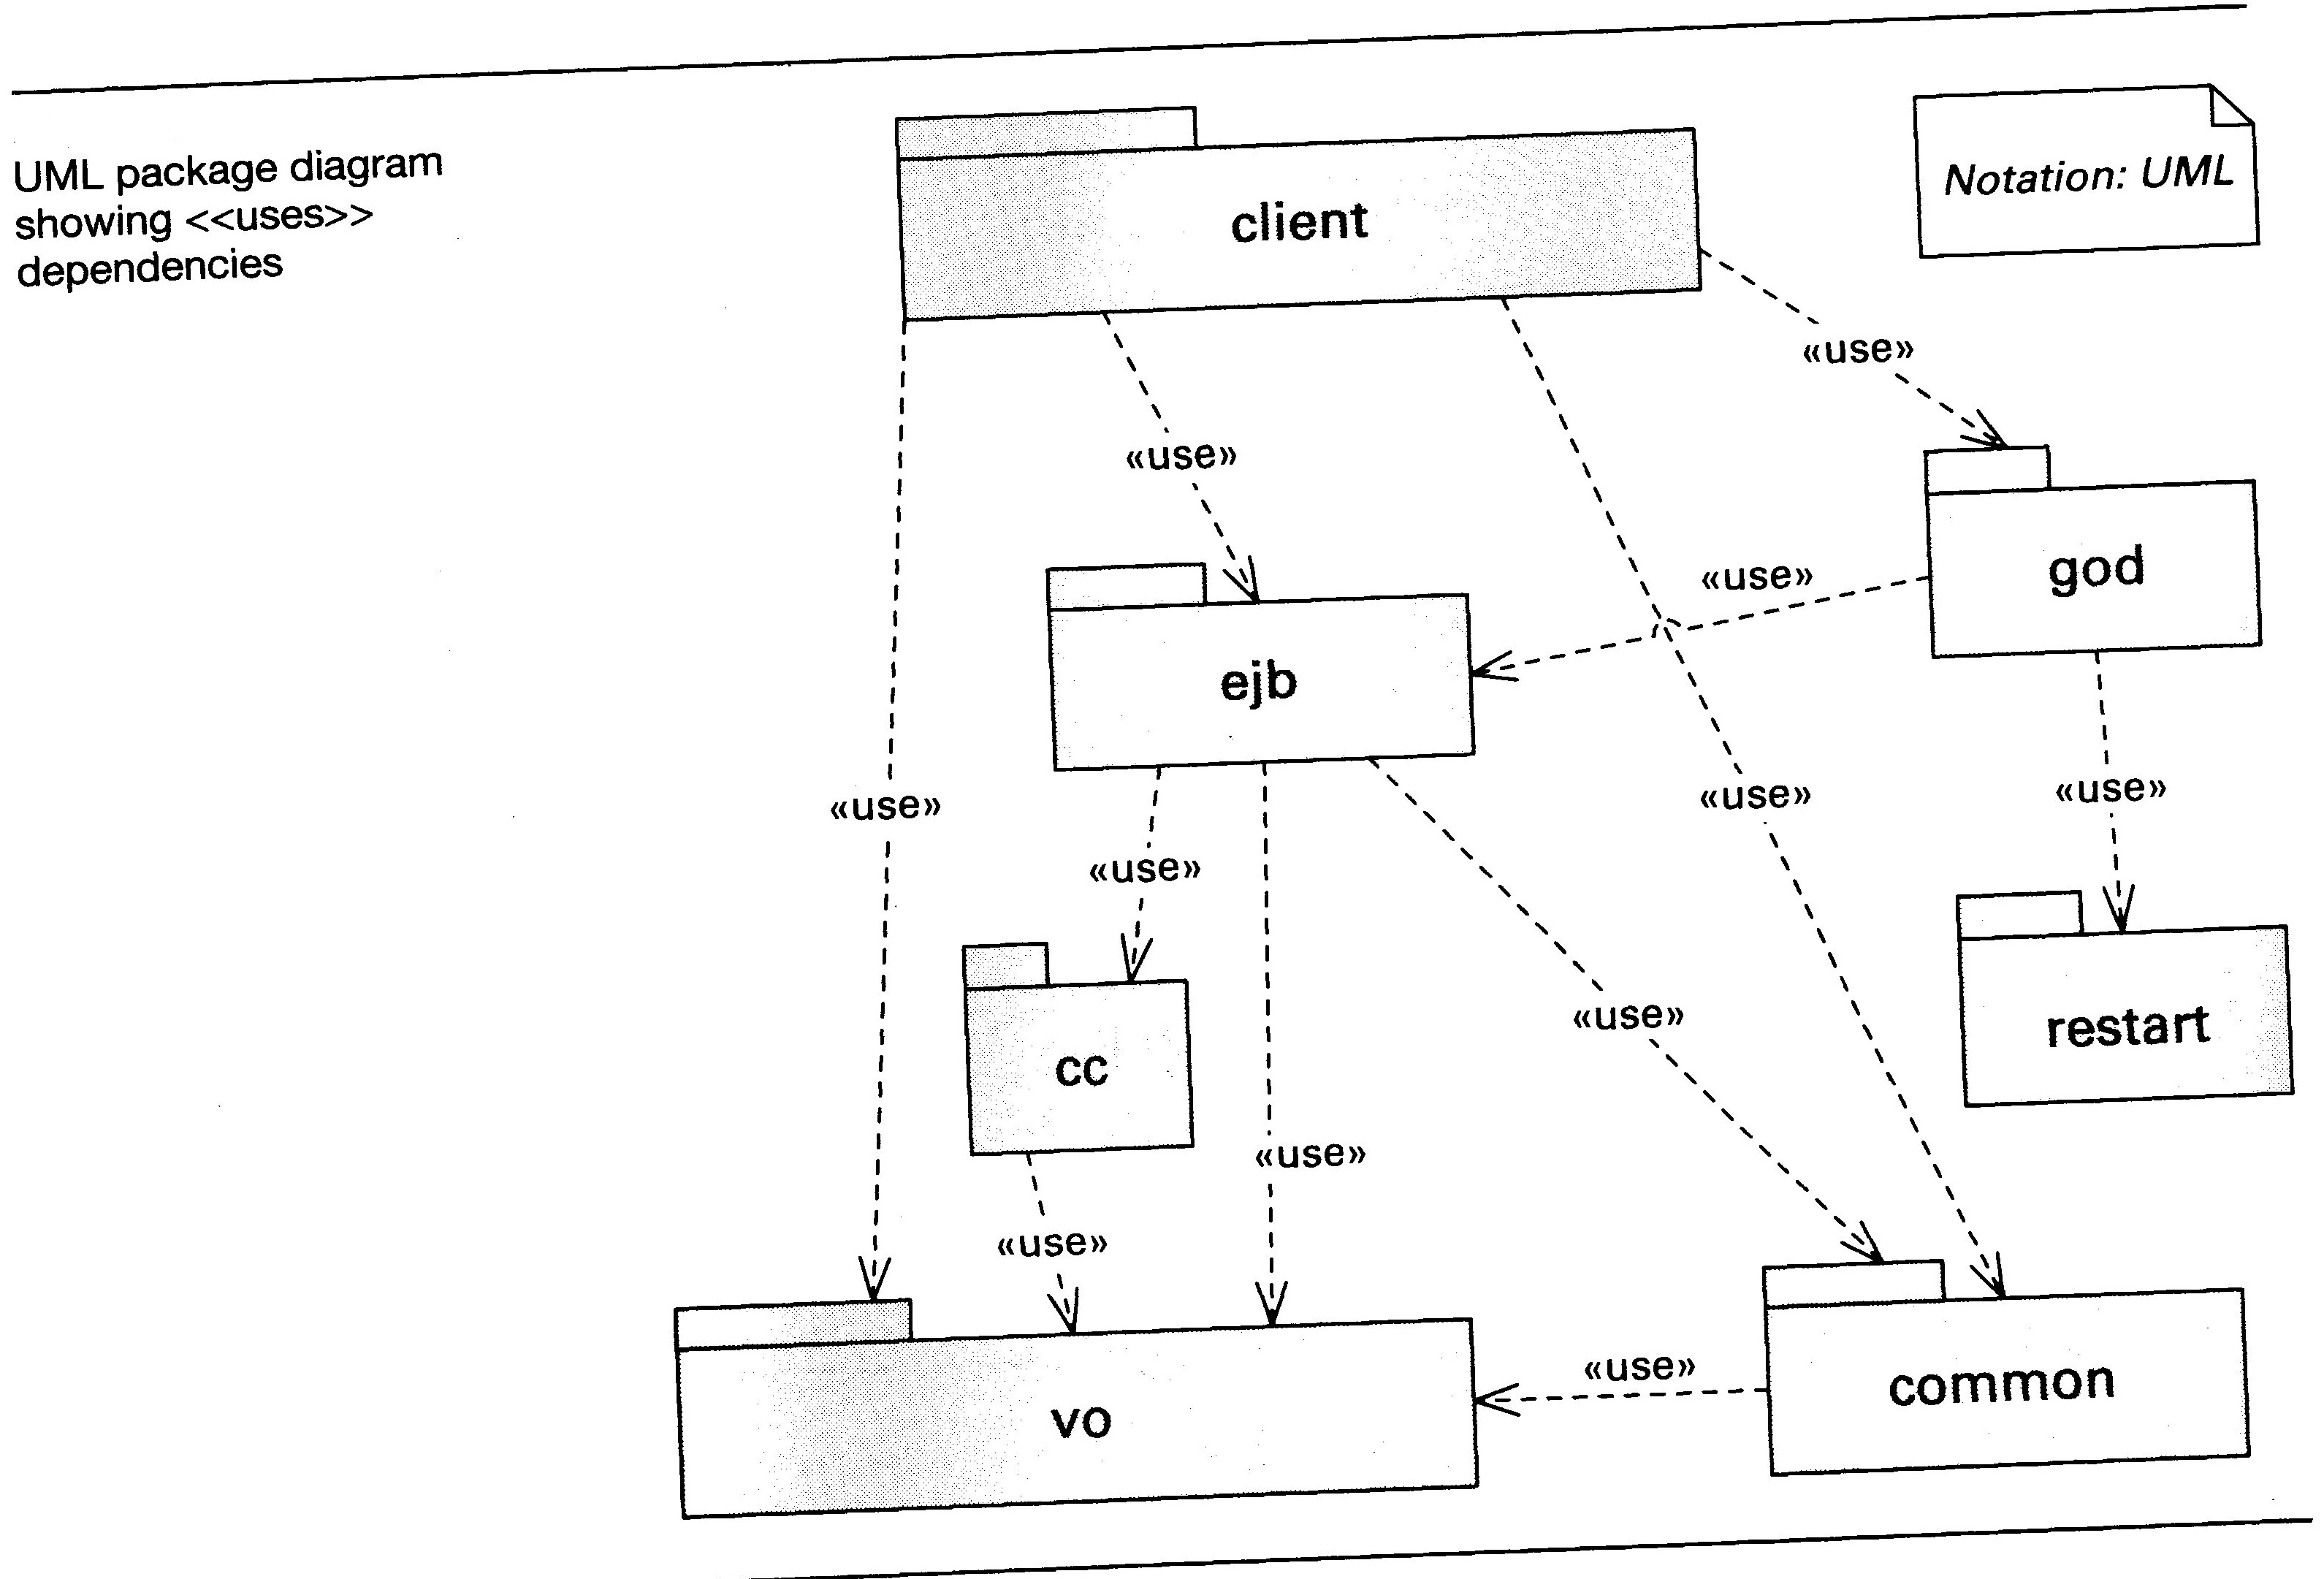 UML package diagram
showing <<uses>>
dependencies
client
Notation: UML
«use»
«use»
god
«use»
ejb
«use»
«use»
«use»
«use»
restart
«use»
cc
«use»
«use»
«use»
common
vo